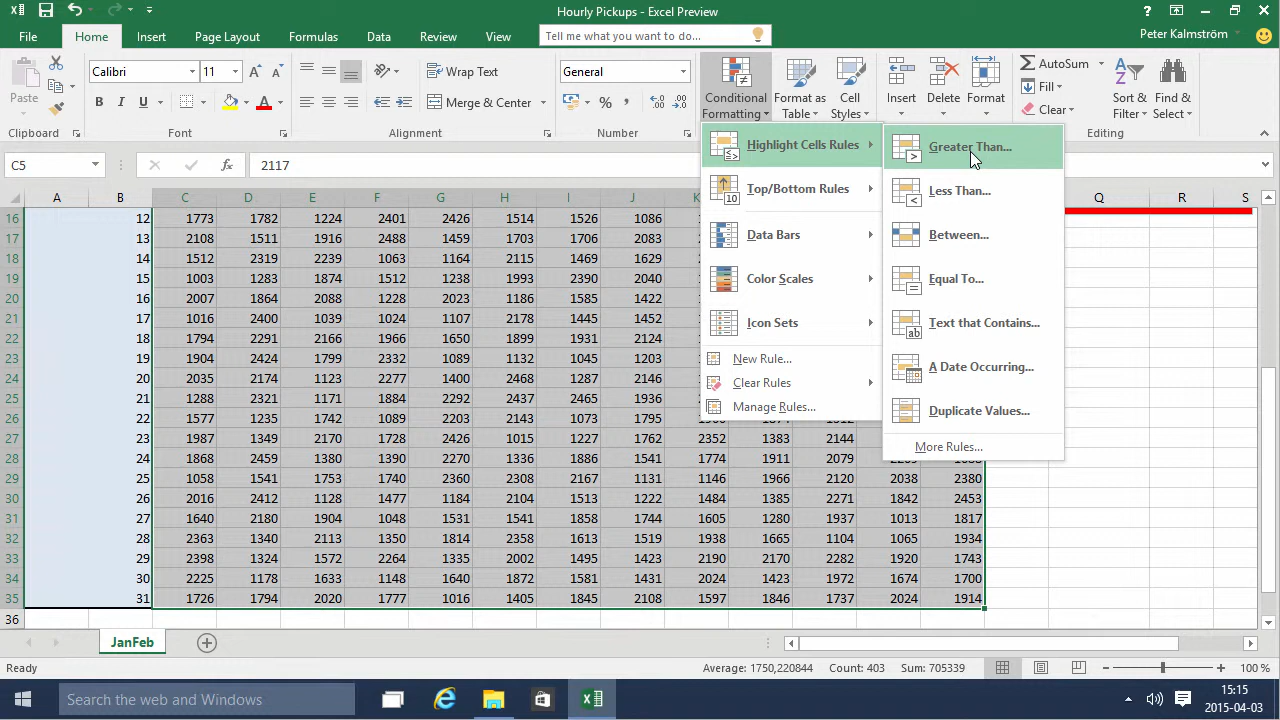 Hourly Pickups - Excel Preview
File Home Insert Page Layout Formulas Data Review View Tell me what you want to do... Peter Kalmström
Paste
Calibri 11
B I U
Wrap Text
Merge & Center
General
Conditional Formatting
Format as Table
Cell Styles
Insert Delete Format
AutoSum
Fill
Clear
Sort & Filter
Find & Select
Clipboard Font Alignment Number Editing
C5 fx 2117
A B C D E F G H I J K Q R S
16 12 1773 1782 1224 2401 2426 1514 1526 1086
17 13 2108 1511 1916 2488 1459 1703 1706 2083
18 14 1512 2319 2239 1063 1164 2115 1469 1629
19 15 1003 1283 1874 1512 1238 1993 2390 2040
20 16 2007 1864 2088 1228 2023 1186 1585 1422
21 17 1016 2400 1039 1024 1107 2178 1445 1452
22 18 1794 2291 2166 1966 1650 1899 1931 2124
23 19 1904 2424 1799 2332 1089 1132 1045 1203
24 20 2035 2174 1123 2277 1400 2468 1287 2146
25 21 1288 2321 1171 1851 2292 2437 2465 1936
26 22 1577 1235 1742 1089 2203 2143 1073 1795
27 23 1987 1349 2170 1728 2426 1015 1227 1762 2352 1383 2144
28 24 1868 2459 1380 1390 2270 1336 1886 1541 1774 1911 2079
29 25 1058 1541 1753 1740 2360 2308 2167 1131 1146 1966 2120 2038 2380
30 26 2016 2412 1128 1477 1184 2104 1513 1222 1484 1385 2271 1842 2453
31 27 1640 2180 1904 1048 1531 1541 1858 1744 1605 1280 1937 1013 1817
32 28 2363 1340 2113 1350 1814 2358 1613 1519 1938 1665 1104 1065 1934
33 29 2398 1324 1572 2264 1335 2002 1495 1423 2190 2170 2282 1920 1743
34 30 2225 1178 1633 1148 1640 1872 1581 1431 2024 1423 1972 1674 1700
35 31 1726 1794 2020 1777 1016 1405 1845 2108 1597 1846 1737 2024 1914
36
Highlight Cells Rules
Top/Bottom Rules
Data Bars
Color Scales
Icon Sets
New Rule...
Clear Rules
Manage Rules...
Greater Than...
Less Than...
Between...
Equal To...
Text that Contains...
A Date Occurring...
Duplicate Values...
More Rules...
JanFeb
Ready Average: 1750,220844 Count: 403 Sum: 705339 100 %
Search the web and Windows
15:15
2015-04-03